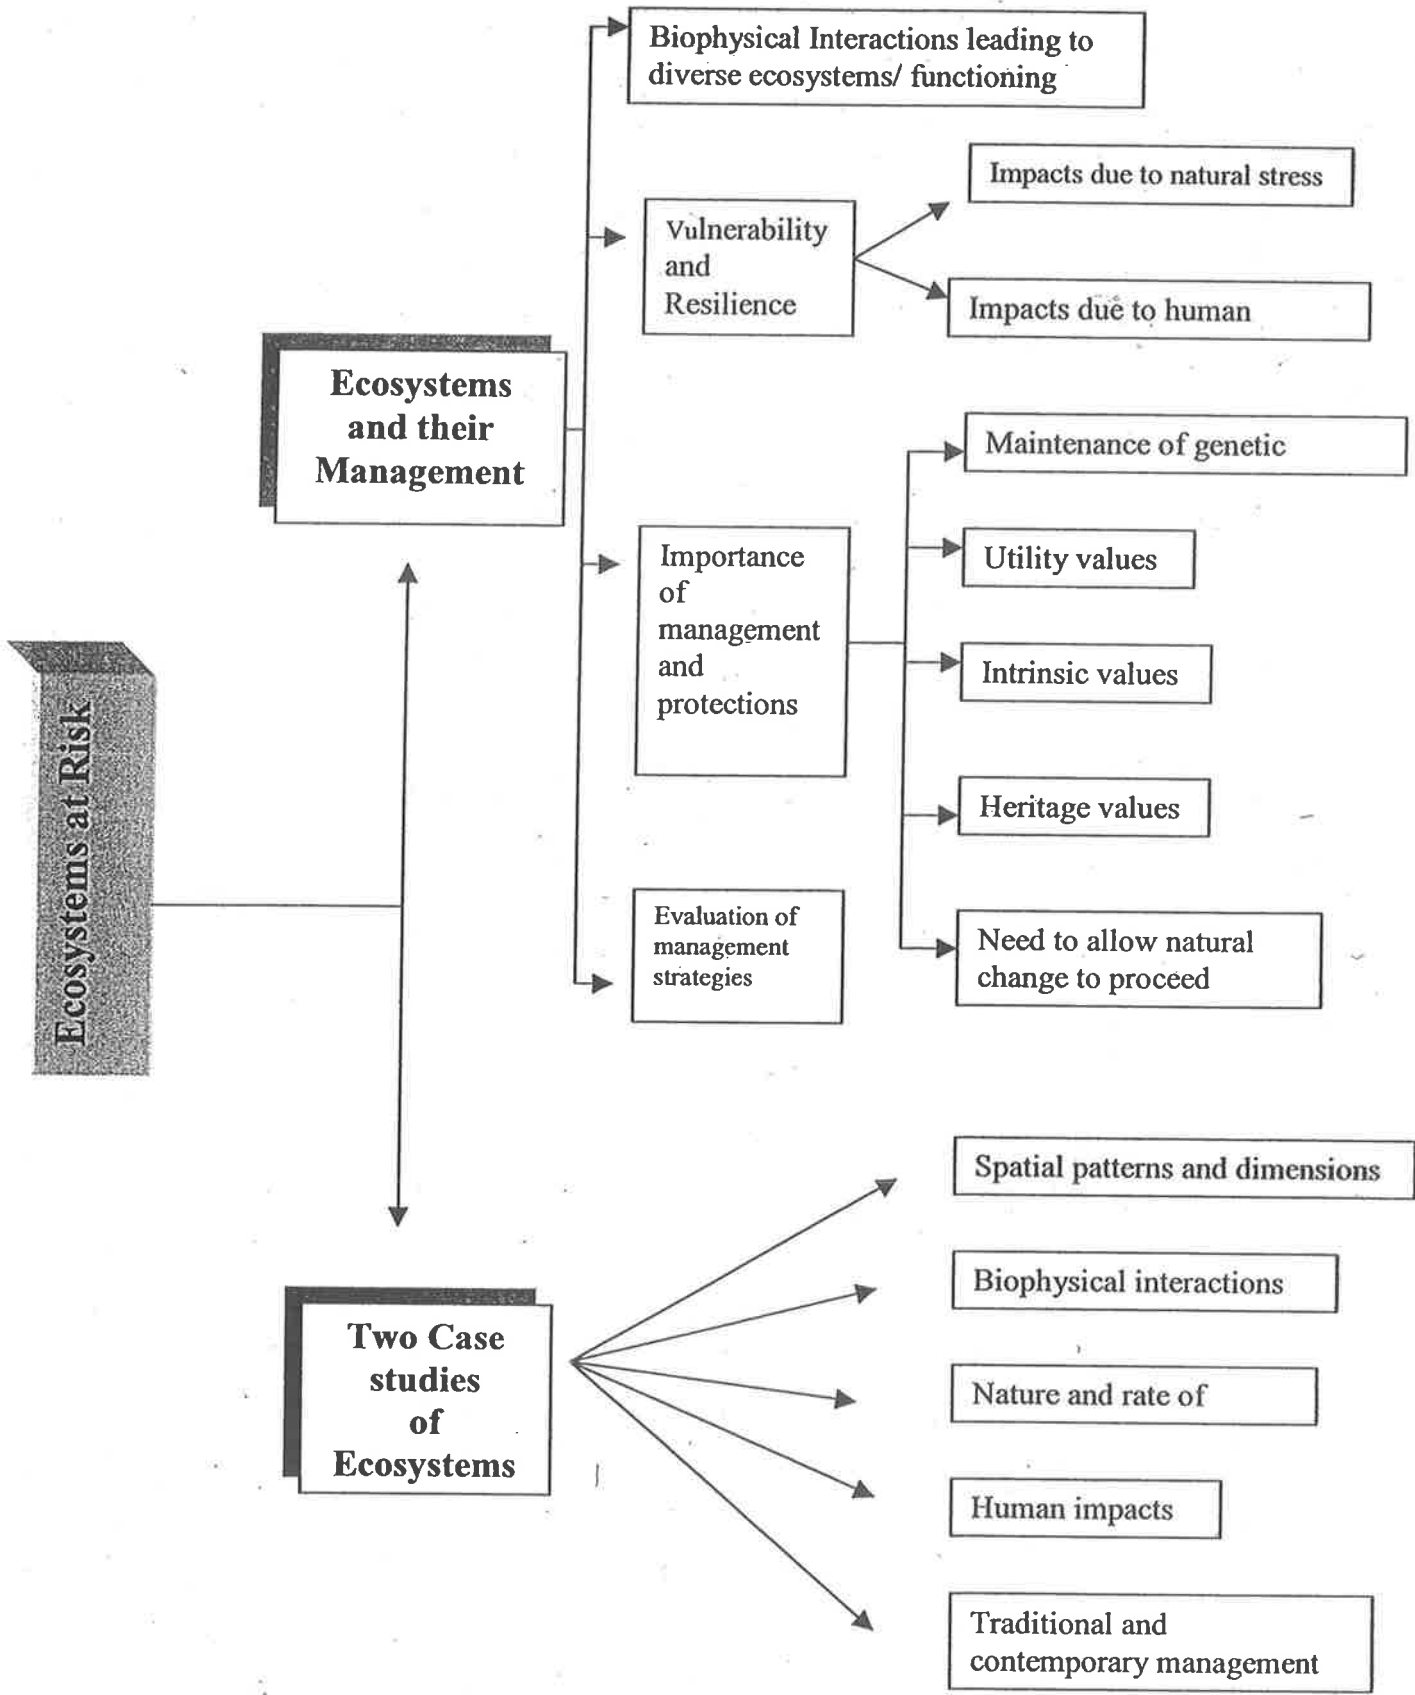 Ecosystems at Risk
Ecosystems
and their
Management
Biophysical Interactions leading to
diverse ecosystems/ functioning
Vulnerability
and
Resilience
Impacts due to natural stress
Impacts due to human
Importance
of
management
and
protections
Maintenance of genetic
Utility values
Intrinsic values
Heritage values
Need to allow natural
change to proceed
Evaluation of
management
strategies
Two Case
studies
of
Ecosystems
Spatial patterns and dimensions
Biophysical interactions
Nature and rate of
Human impacts
Traditional and
contemporary management